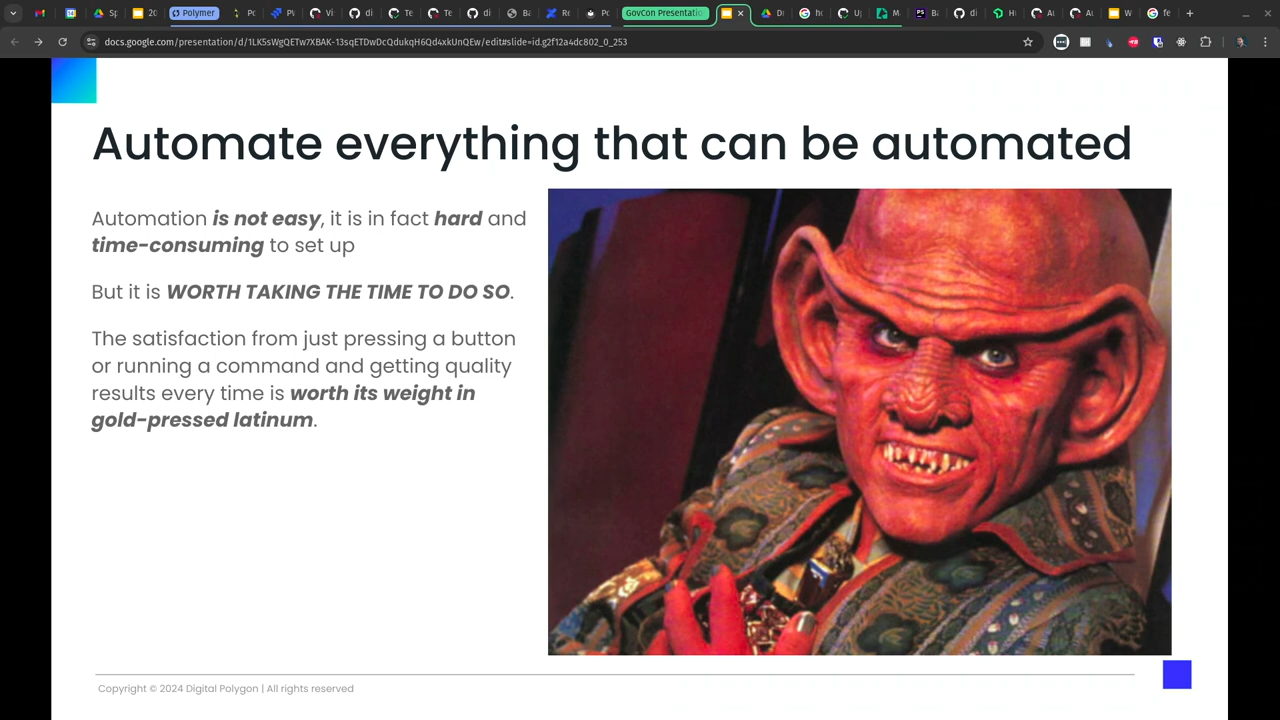 Polymer
GovCon Presentatio
docs.google.com/presentation/d/1LK5sWgQETw7XBAK-13sqETDwDcQdukqH6Qd4xkUnQEw/edit#slide=id.g2f12a4dc802_0_253
Automate everything that can be automated
Automation is not easy, it is in fact hard and
time-consuming to set up
But it is WORTH TAKING THE TIME TO DO SO.
The satisfaction from just pressing a button
or running a command and getting quality
results every time is worth its weight in
gold-pressed latinum.
Copyright © 2024 Digital Polygon | All rights reserved